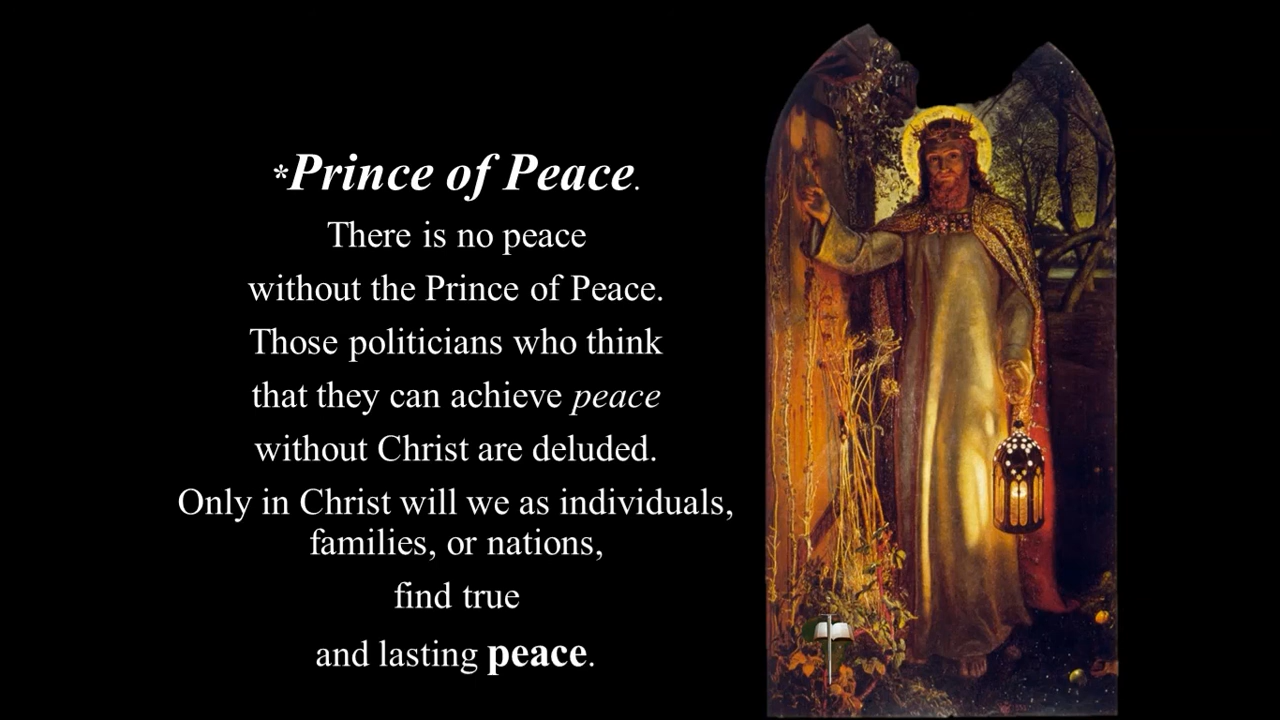 *Prince of Peace.
There is no peace
without the Prince of Peace.
Those politicians who think
that they can achieve peace
without Christ are deluded.
Only in Christ will we as individuals,
families, or nations,
find true
and lasting peace.